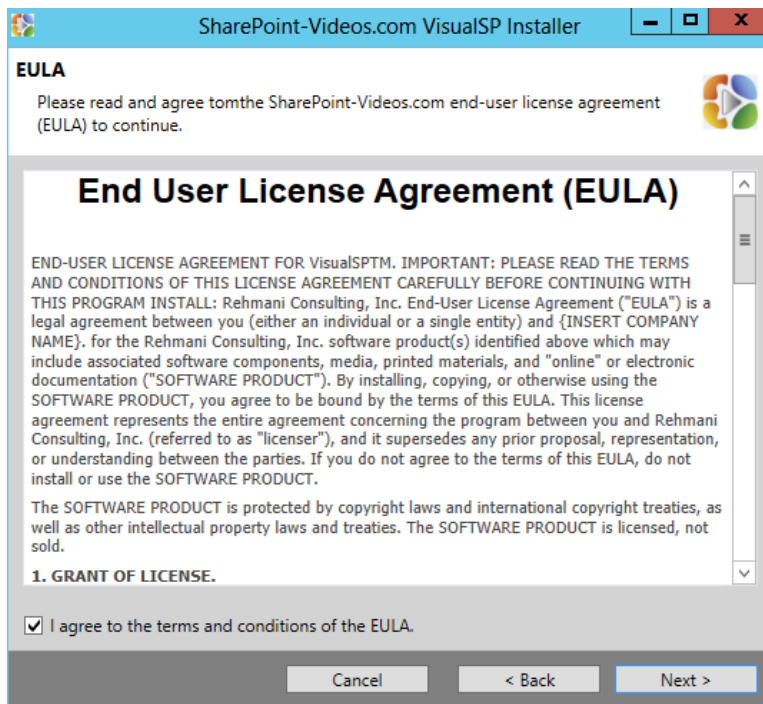 SharePoint-Videos.com VisualSP Installer
EULA
Please read and agree tomthe SharePoint-Videos.com end-user license agreement
(EULA) to continue.
End User License Agreement (EULA)
END-USER LICENSE AGREEMENT FOR VisualSPTM. IMPORTANT: PLEASE READ THE TERMS
AND CONDITIONS OF THIS LICENSE AGREEMENT CAREFULLY BEFORE CONTINUING WITH
THIS PROGRAM INSTALL: Rehmani Consulting, Inc. End-User License Agreement ("EULA") is a
legal agreement between you (either an individual or a single entity) and {INSERT COMPANY
NAME}. for the Rehmani Consulting, Inc. software product(s) identified above which may
include associated software components, media, printed materials, and "online" or electronic
documentation ("SOFTWARE PRODUCT"). By installing, copying, or otherwise using the
SOFTWARE PRODUCT, you agree to be bound by the terms of this EULA. This license
agreement represents the entire agreement concerning the program between you and Rehmani
Consulting, Inc. (referred to as "licenser"), and it supersedes any prior proposal, representation,
or understanding between the parties. If you do not agree to the terms of this EULA, do not
install or use the SOFTWARE PRODUCT.
The SOFTWARE PRODUCT is protected by copyright laws and international copyright treaties, as
well as other intellectual property laws and treaties. The SOFTWARE PRODUCT is licensed, not
sold.
1. GRANT OF LICENSE.
I agree to the terms and conditions of the EULA.
Cancel
< Back
Next >